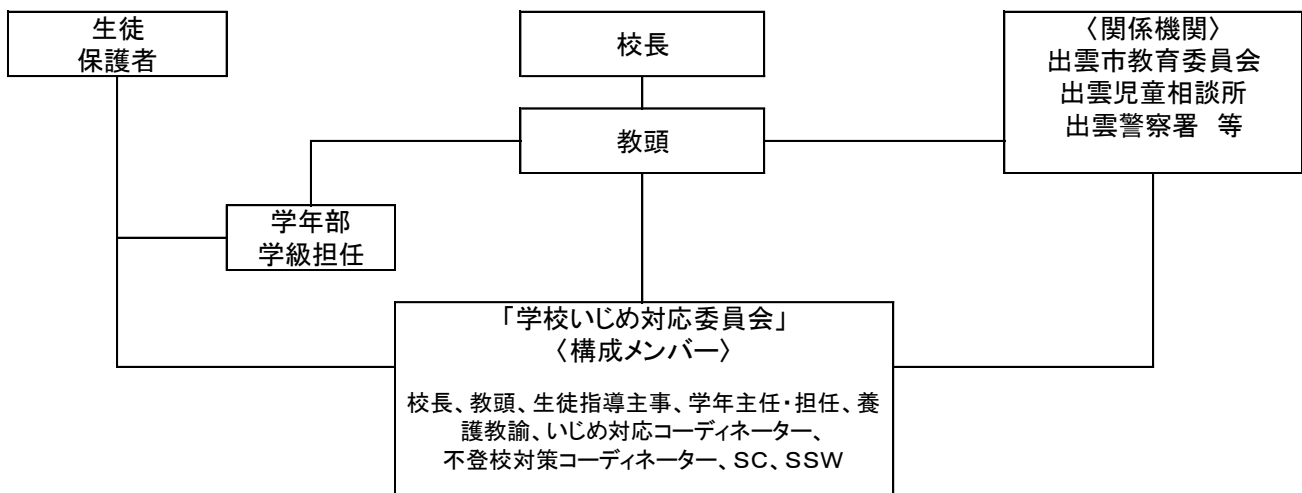 生徒
保護者
校長
〈関係機関〉
出雲市教育委員会
出雲児童相談所
出雲警察署　等
教頭
学年部
学級担任
「学校いじめ対応委員会」
〈構成メンバー〉
校長、教頭、生徒指導主事、学年主任・担任、養
護教諭、いじめ対応コーディネーター、
不登校対策コーディネーター、SC、SSW